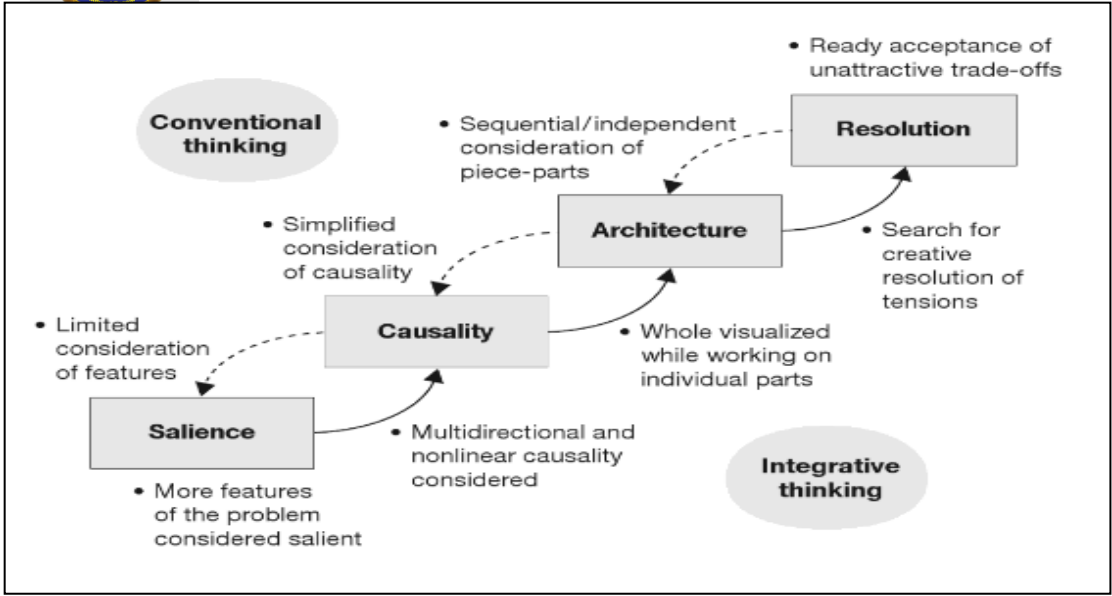 • Ready acceptance of
unattractive trade-offs
Conventional
thinking
• Sequential/independent
consideration of
piece-parts
Resolution
• Simplified
consideration
of causality
Architecture
• Search for
creative
resolution of
tensions
• Limited
consideration
of features
Causality
• Whole visualized
while working on
individual parts
Salience
• Multidirectional and
nonlinear causality
considered
Integrative
thinking
• More features
of the problem
considered salient